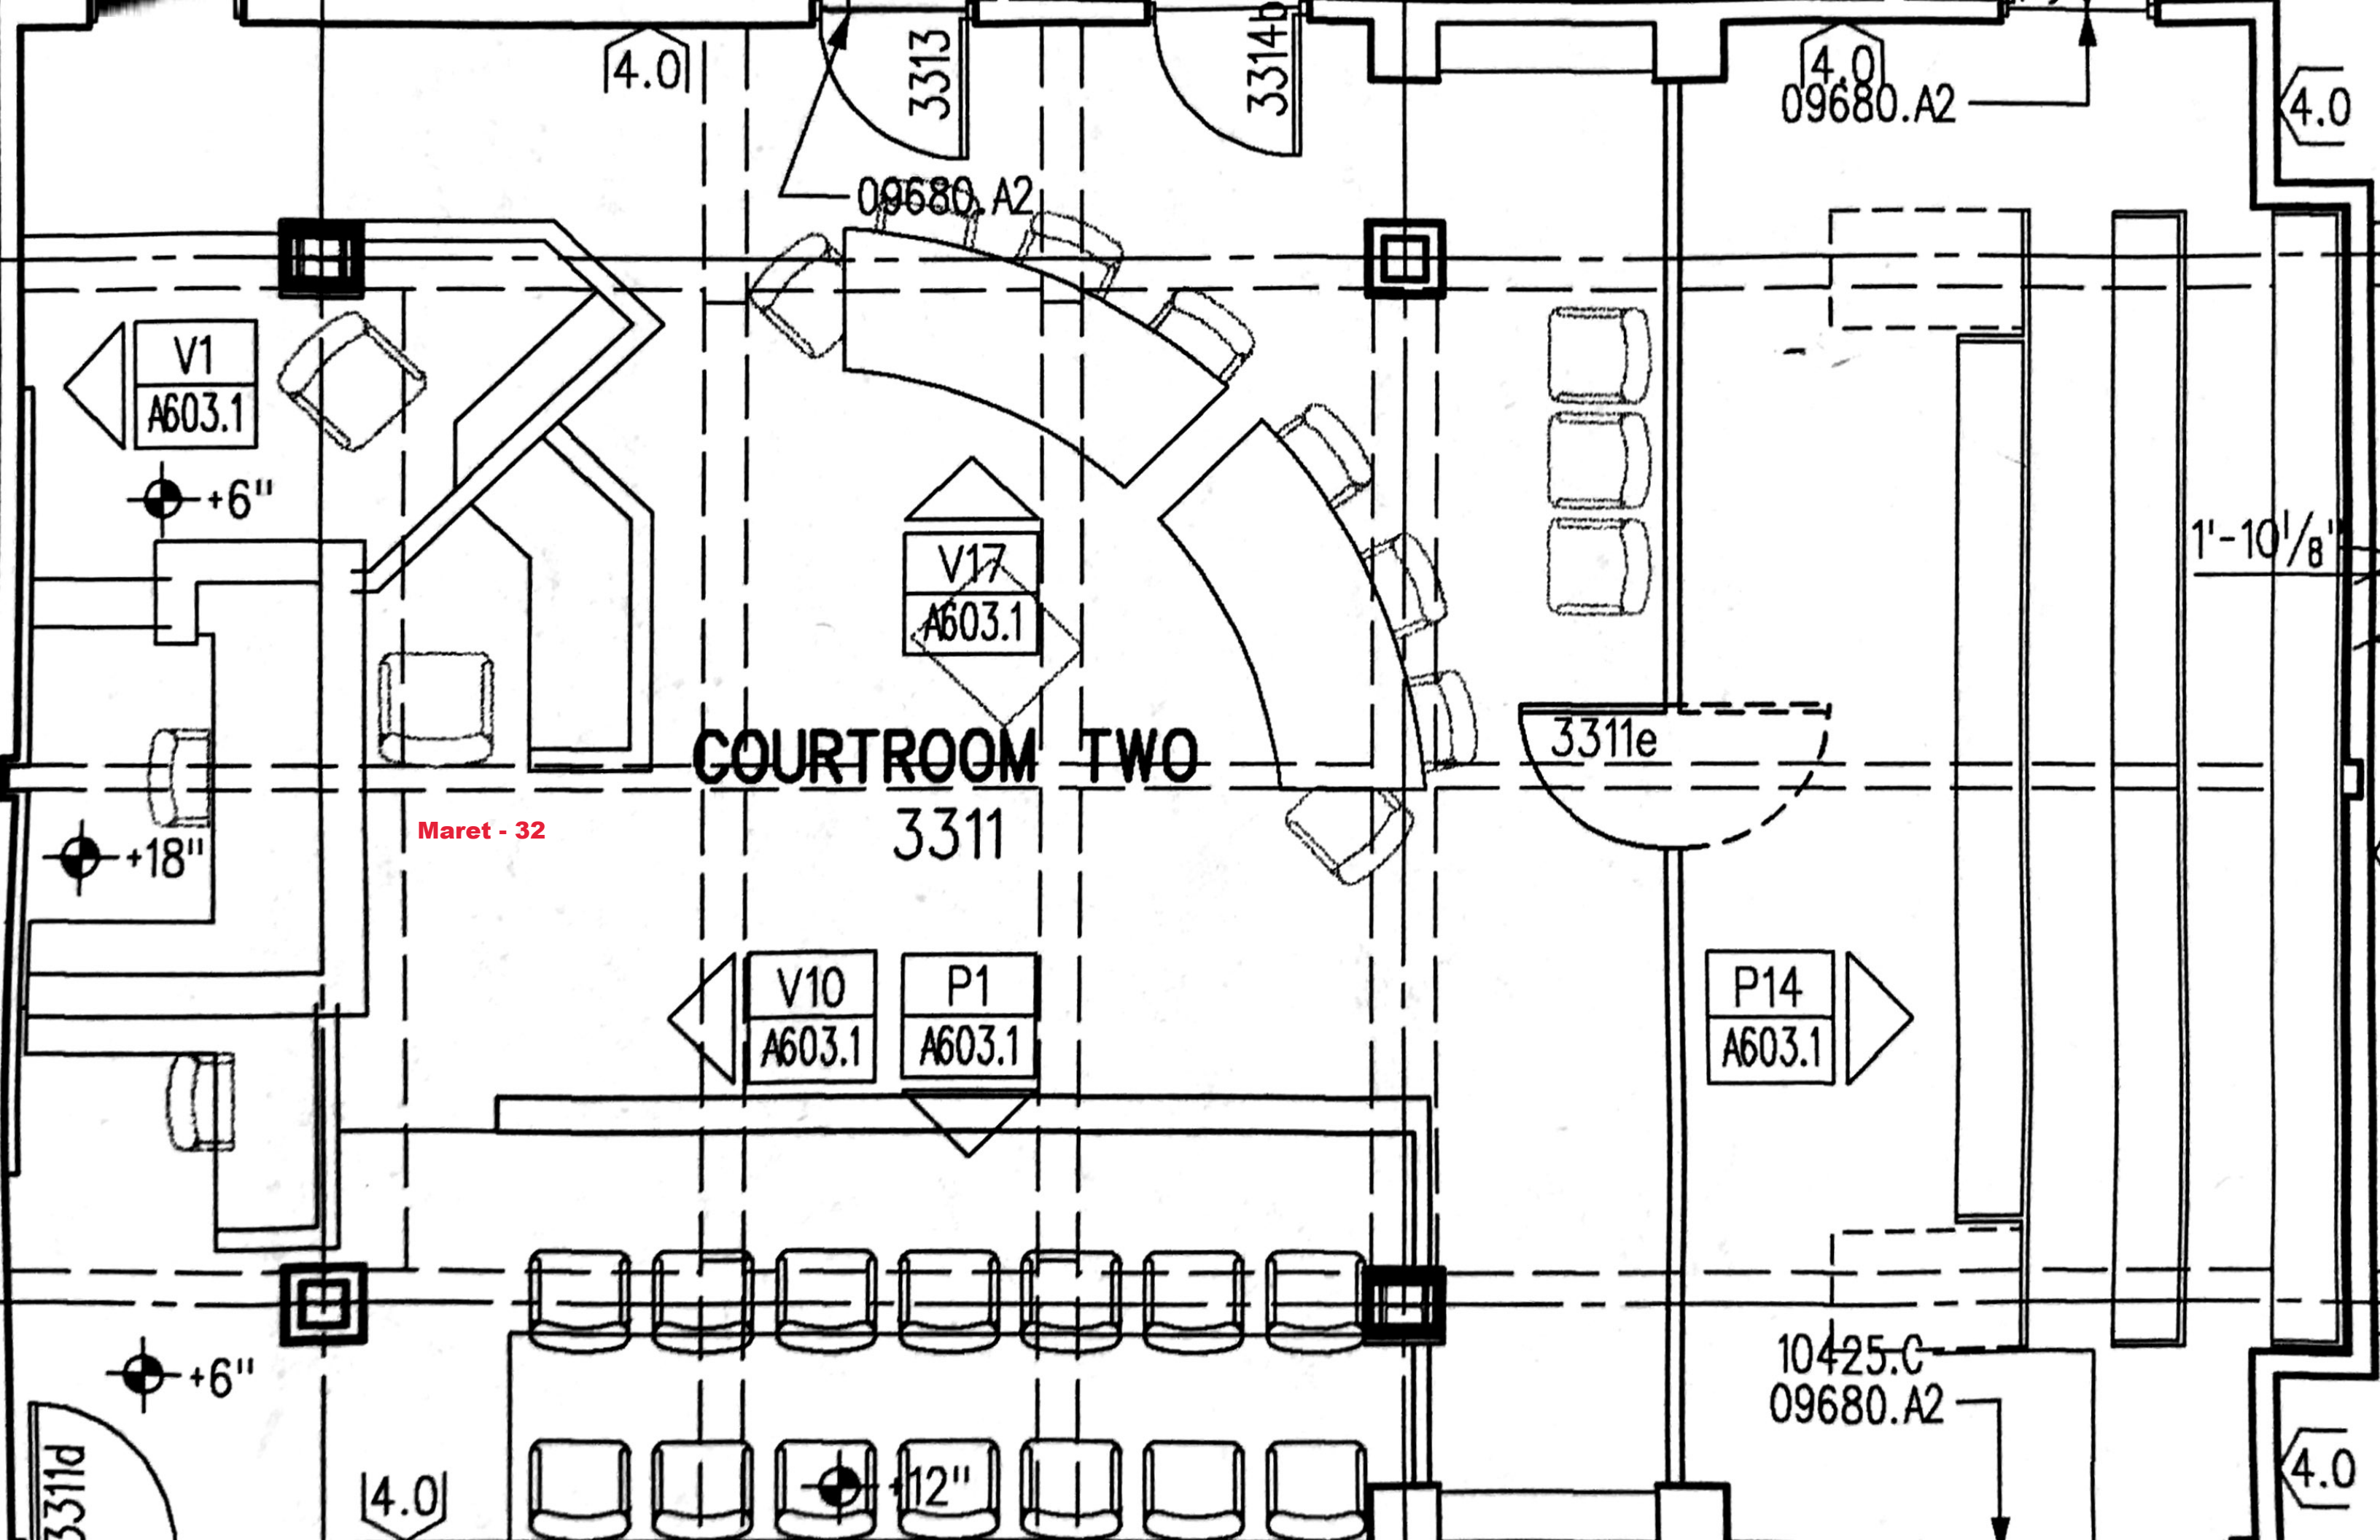 4.0
3313
3314b
4.0
09680.A2
4.0
09680.A2
V1
A603.1
+6"
1'-10 1/8"
V17
A603.1
3311e
COURTROOM TWO
3311
Maret - 32
+18"
V10
A603.1
P1
A603.1
P14
A603.1
10425.C
09680.A2
+6"
+12"
3311d
4.0
4.0